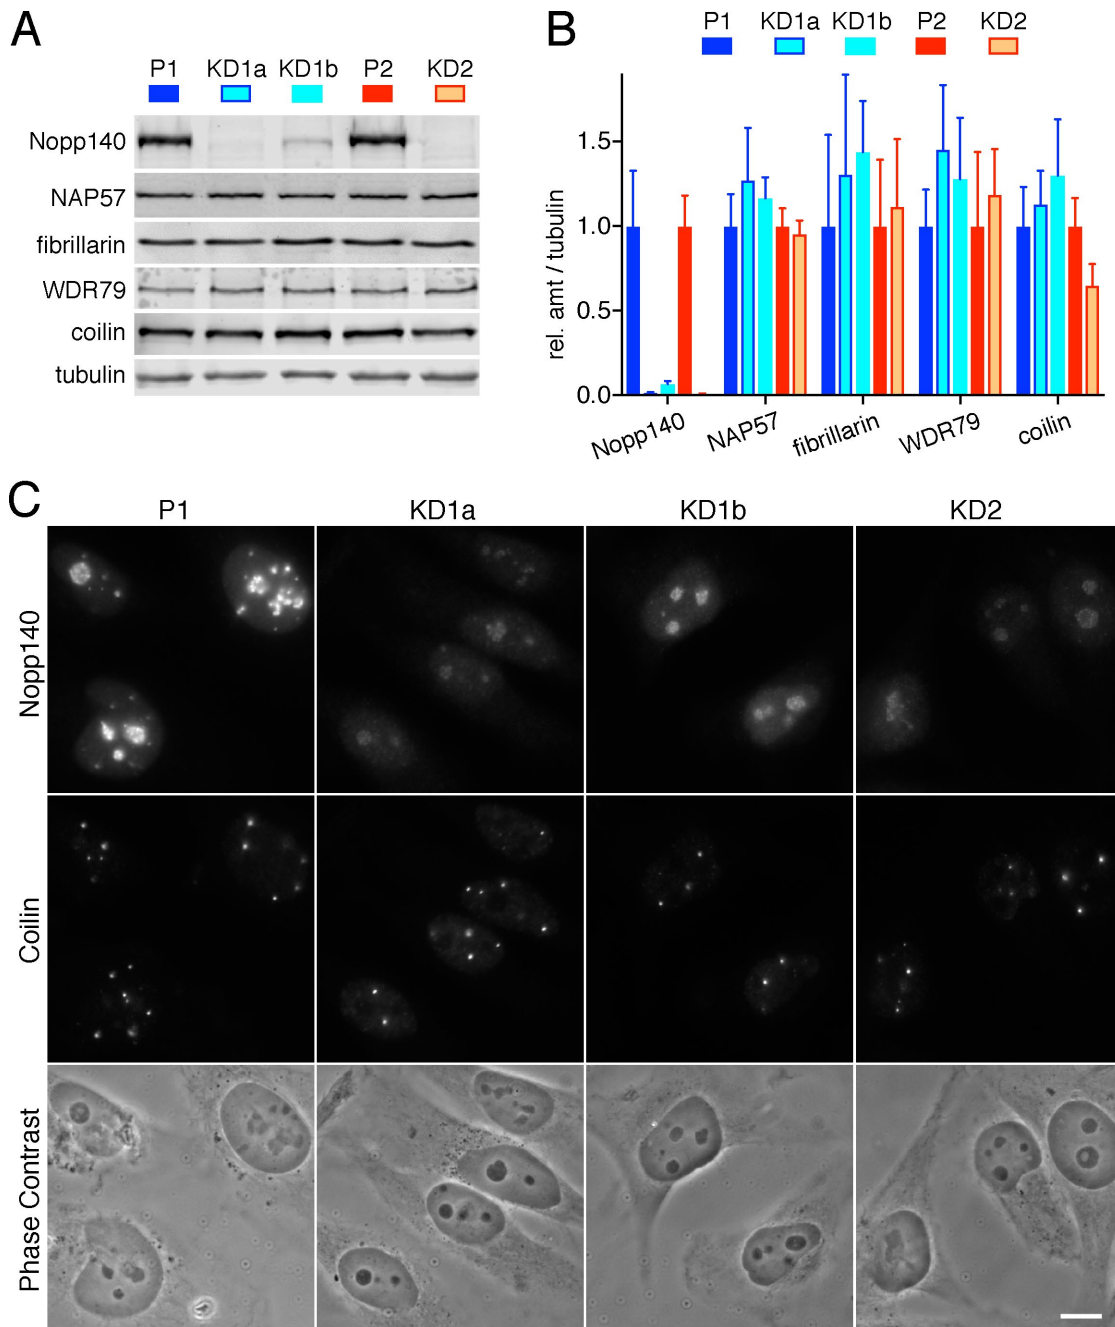 A
P1 KD1a KD1b P2 KD2
Nopp140
NAP57
fibrillarin
WDR79
coilin
tubulin
B
P1 KD1a KD1b P2 KD2
rel. amt / tubulin
1.5
1.0
0.5
0.0
Nopp140 NAP57 fibrillarin WDR79 coilin
C
P1 KD1a KD1b KD2
Nopp140
Coilin
Phase Contrast